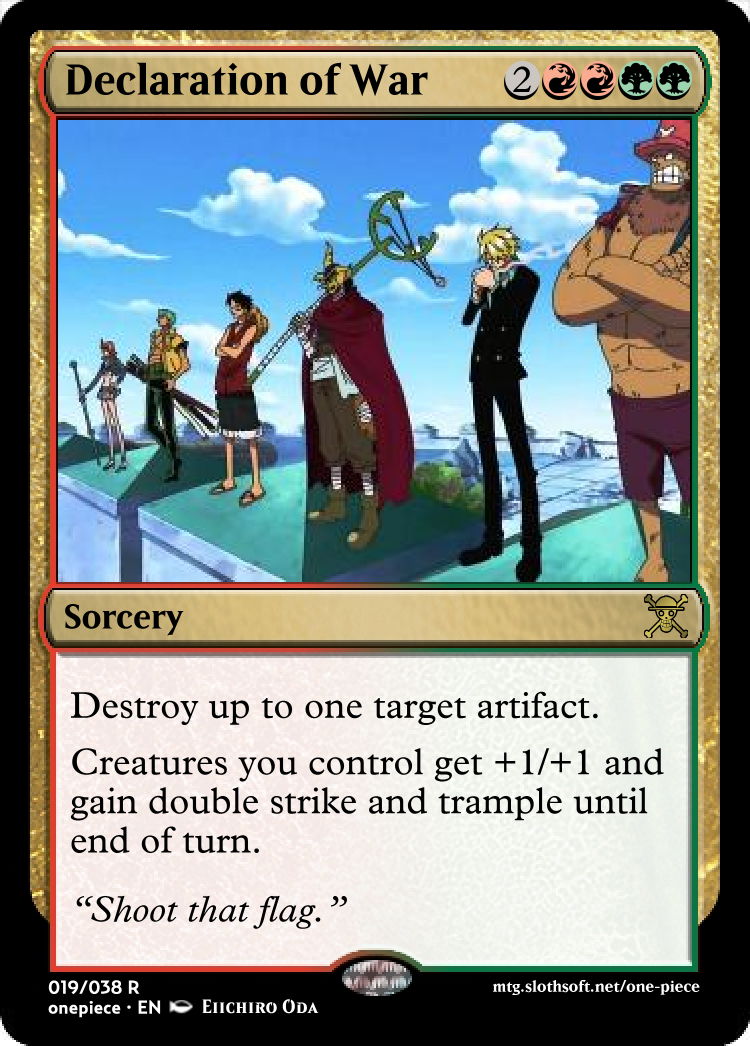 Declaration of War 2
Sorcery
Destroy up to one target artifact.
Creatures you control get +1/+1 and
gain double strike and trample until
end of turn.
“Shoot that flag.”
019/038 R
onepiece • EN Eiichiro Oda
mtg.slothsoft.net/one-piece